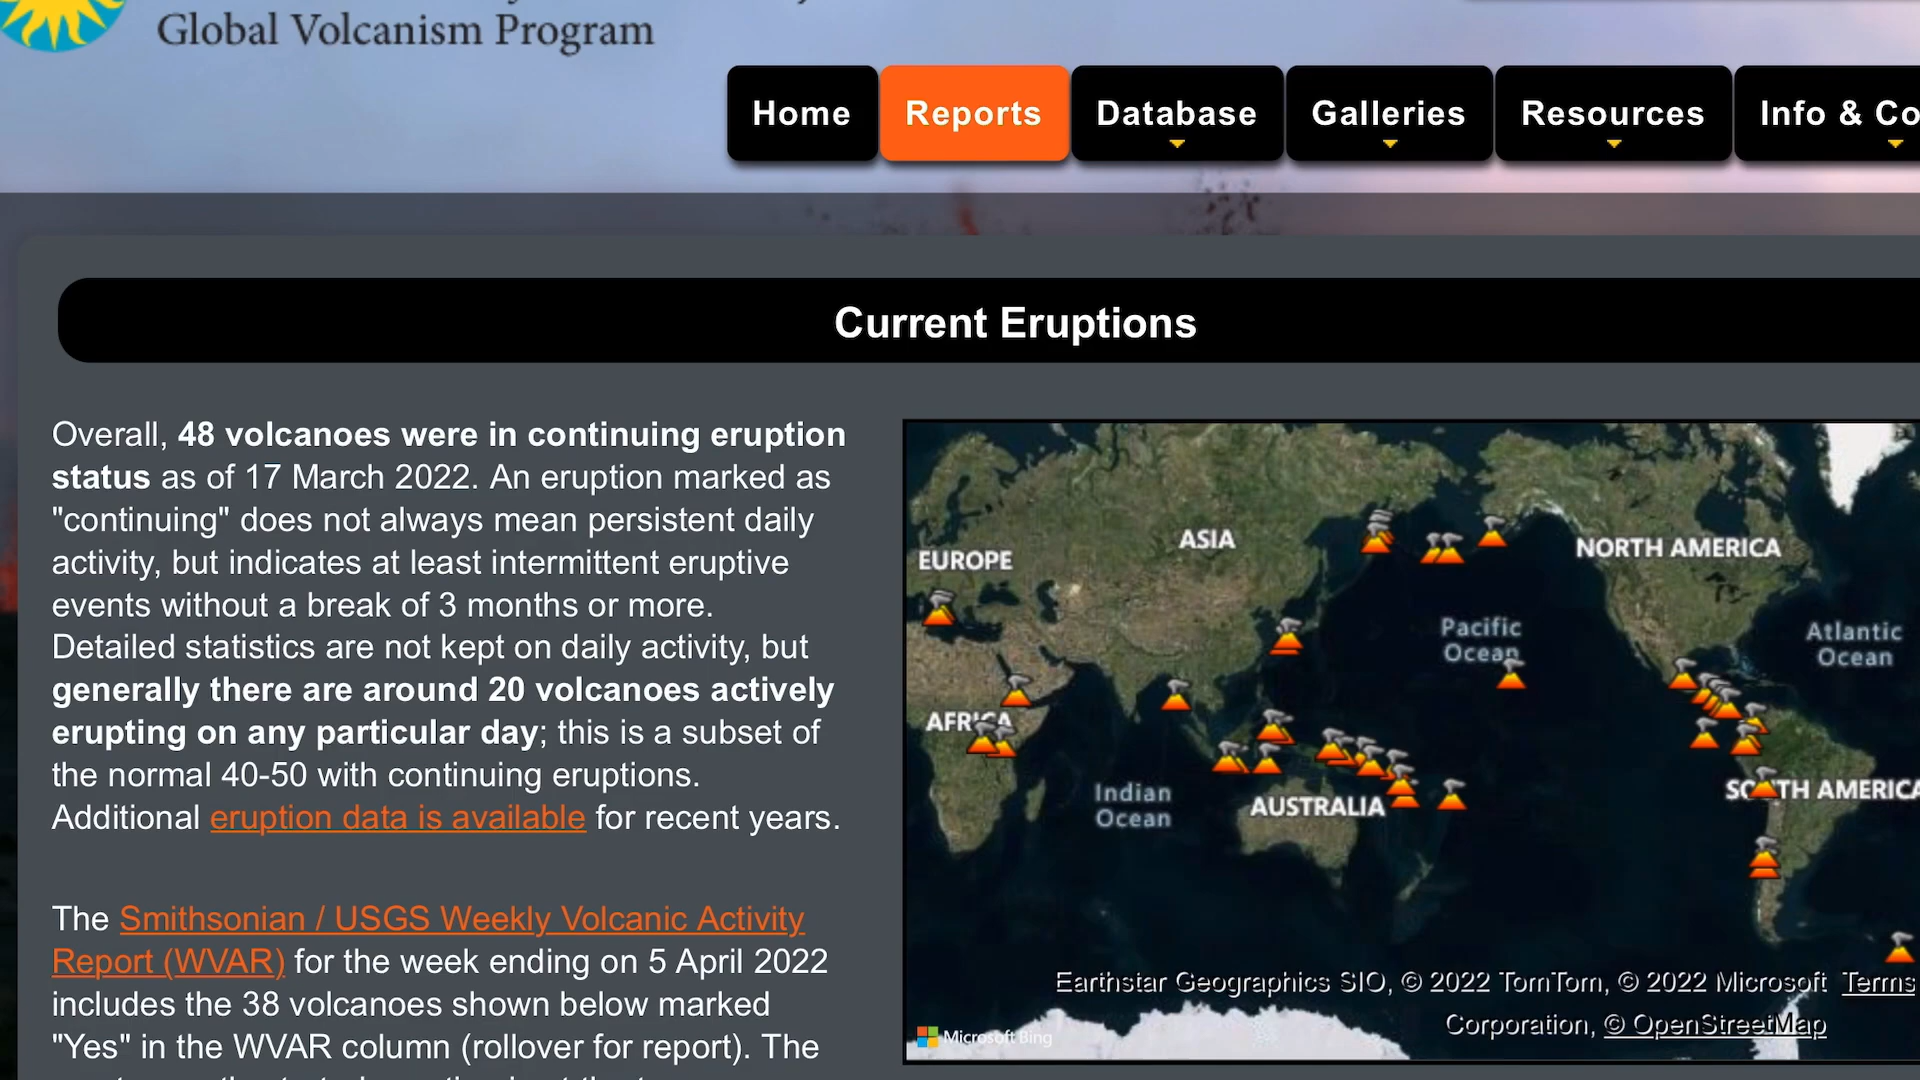 Global Volcanism Program
Home
Reports
Database
Galleries
Resources
Info & Co
Current Eruptions
Overall, 48 volcanoes were in continuing eruption
status as of 17 March 2022. An eruption marked as
"continuing" does not always mean persistent daily
activity, but indicates at least intermittent eruptive
events without a break of 3 months or more.
Detailed statistics are not kept on daily activity, but
generally there are around 20 volcanoes actively
erupting on any particular day; this is a subset of
the normal 40-50 with continuing eruptions.
Additional eruption data is available for recent years.
The Smithsonian / USGS Weekly Volcanic Activity
Report (WVAR) for the week ending on 5 April 2022
includes the 38 volcanoes shown below marked
"Yes" in the WVAR column (rollover for report). The
ASIA
EUROPE
NORTH AMERICA
Pacific
Ocean
Atlantic
Ocean
AFRICA
Indian
Ocean
AUSTRALIA
SOUTH AMERICA
Earthstar Geographics SIO, © 2022 TomTom, © 2022 Microsoft Terms
Corporation, © OpenStreetMap
Microsoft Bing